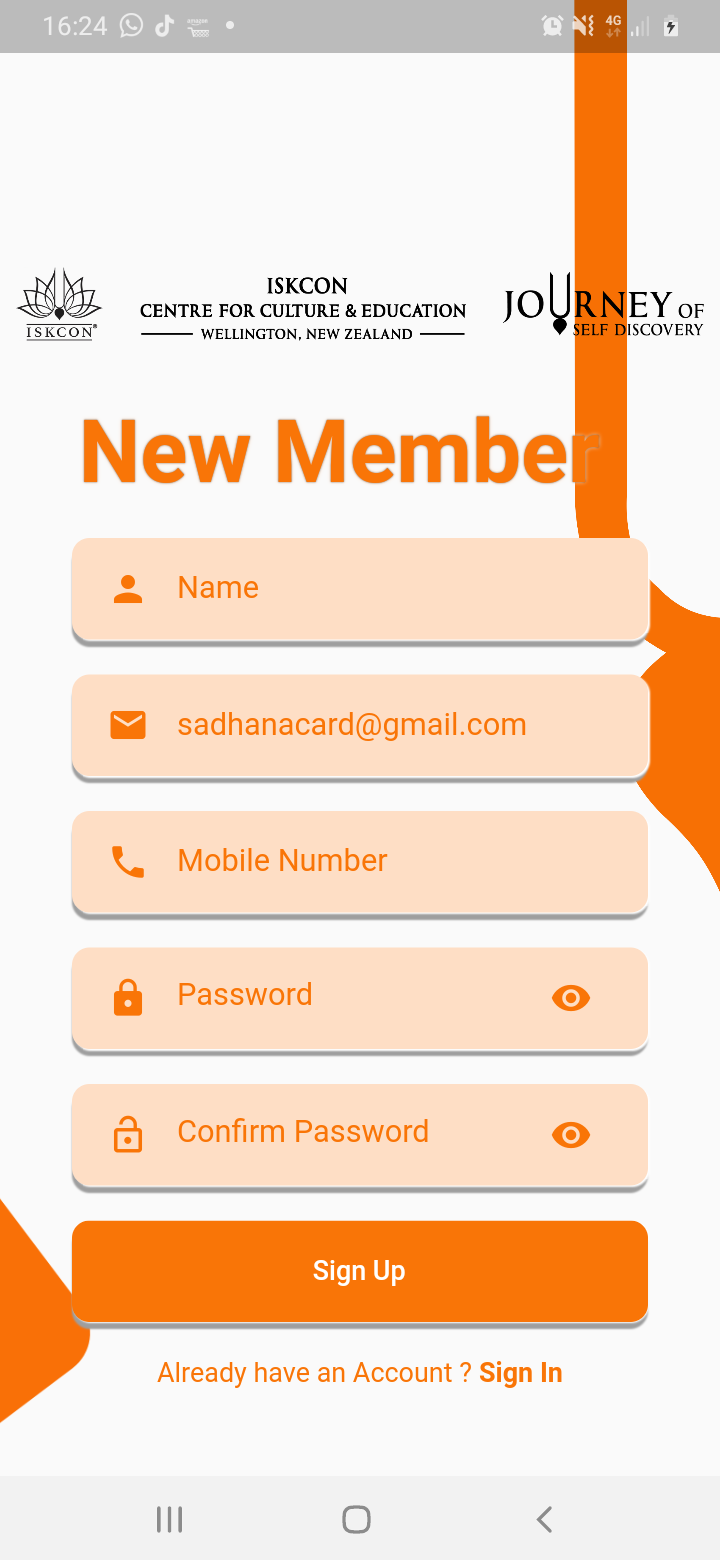 16:24
4G
ISKCON
CENTRE FOR CULTURE & EDUCATION
WELLINGTON, NEW ZEALAND
ISKCON®
JOURNEY OF
SELF DISCOVERY
New Member
Name
sadhanacard@gmail.com
Mobile Number
Password
Confirm Password
Sign Up
Already have an Account ? Sign In